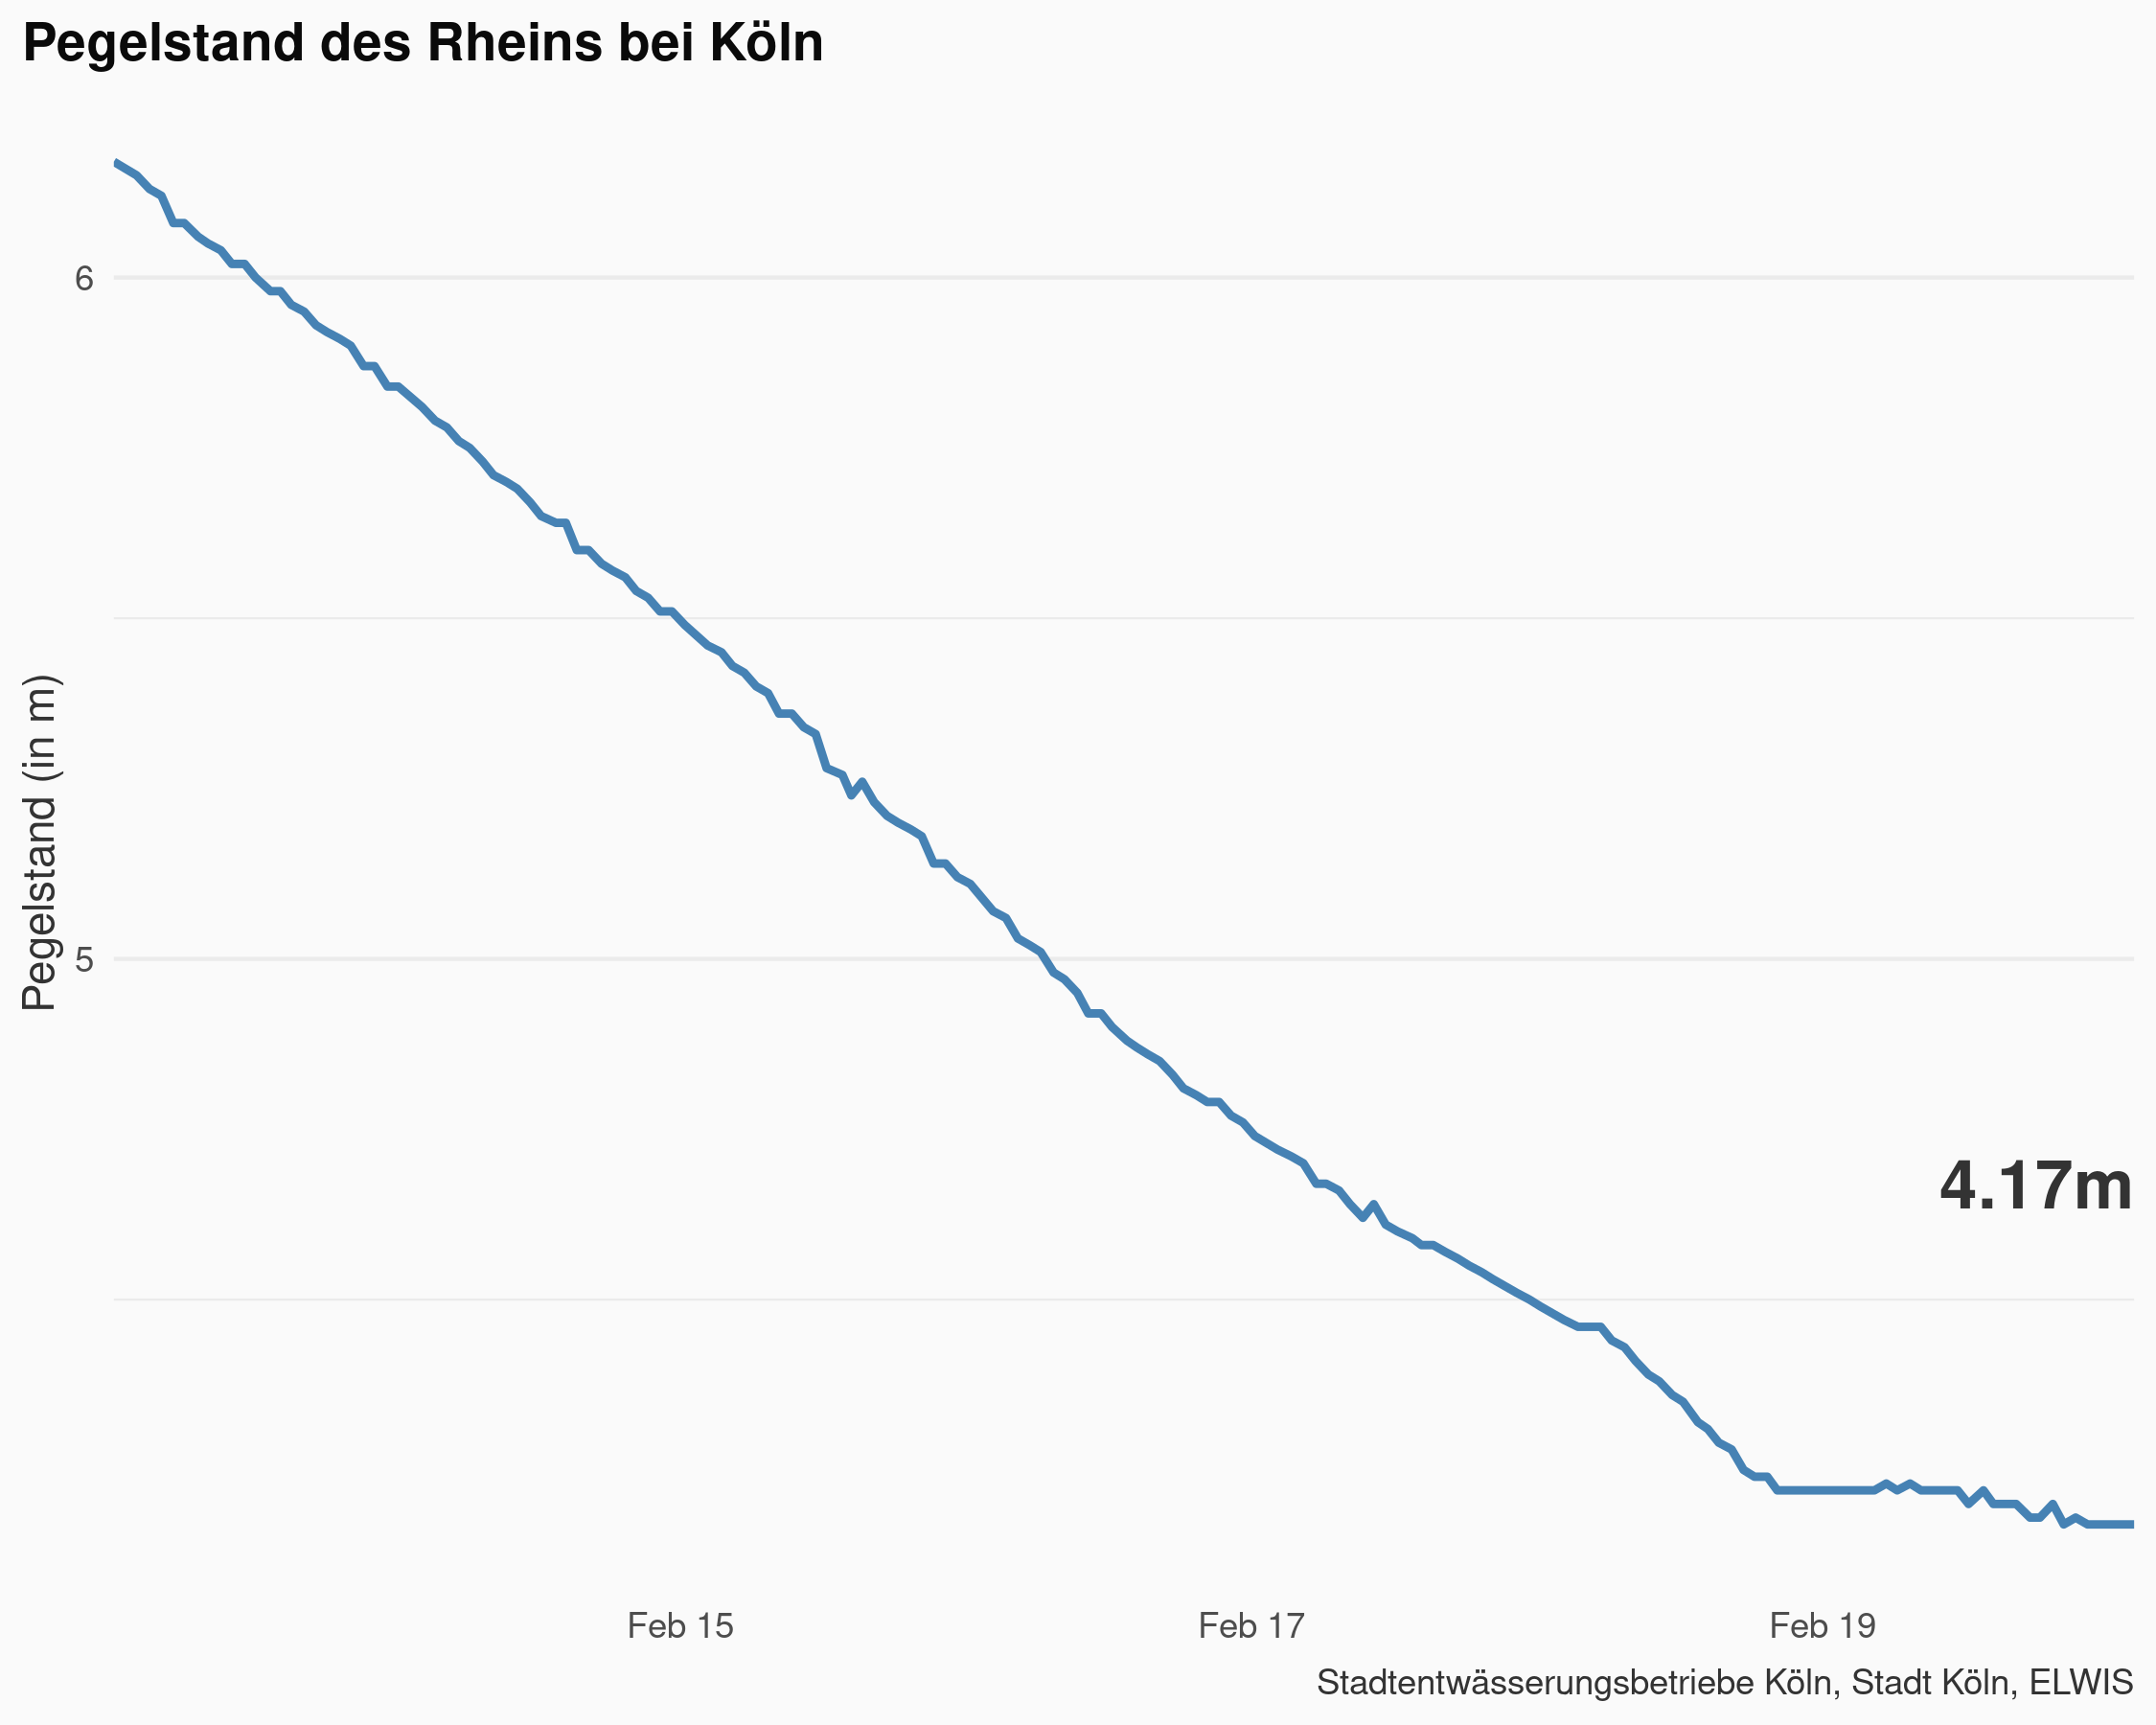 Pegelstand des Rheins bei Köln
Pegelstand (in m)
6
5
4.17m
Feb 15
Feb 17
Feb 19
Stadtentwässerungsbetriebe Köln, Stadt Köln, ELWIS